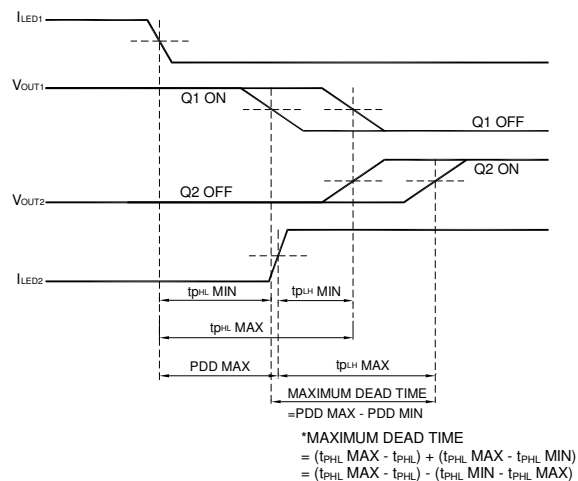 ILED1
VOUT1
Q1 ON
Q1 OFF
Q2 OFF
Q2 ON
VOUT2
ILED2
tpHL MIN
tpLH MIN
tpHL MAX
PDD MAX
tpLH MAX
MAXIMUM DEAD TIME
=PDD MAX - PDD MIN
*MAXIMUM DEAD TIME
= (tPHL MAX - tPHL) + (tPHL MAX - tPHL MIN)
= (tPHL MAX - tPHL) - (tPHL MIN - tPHL MAX)